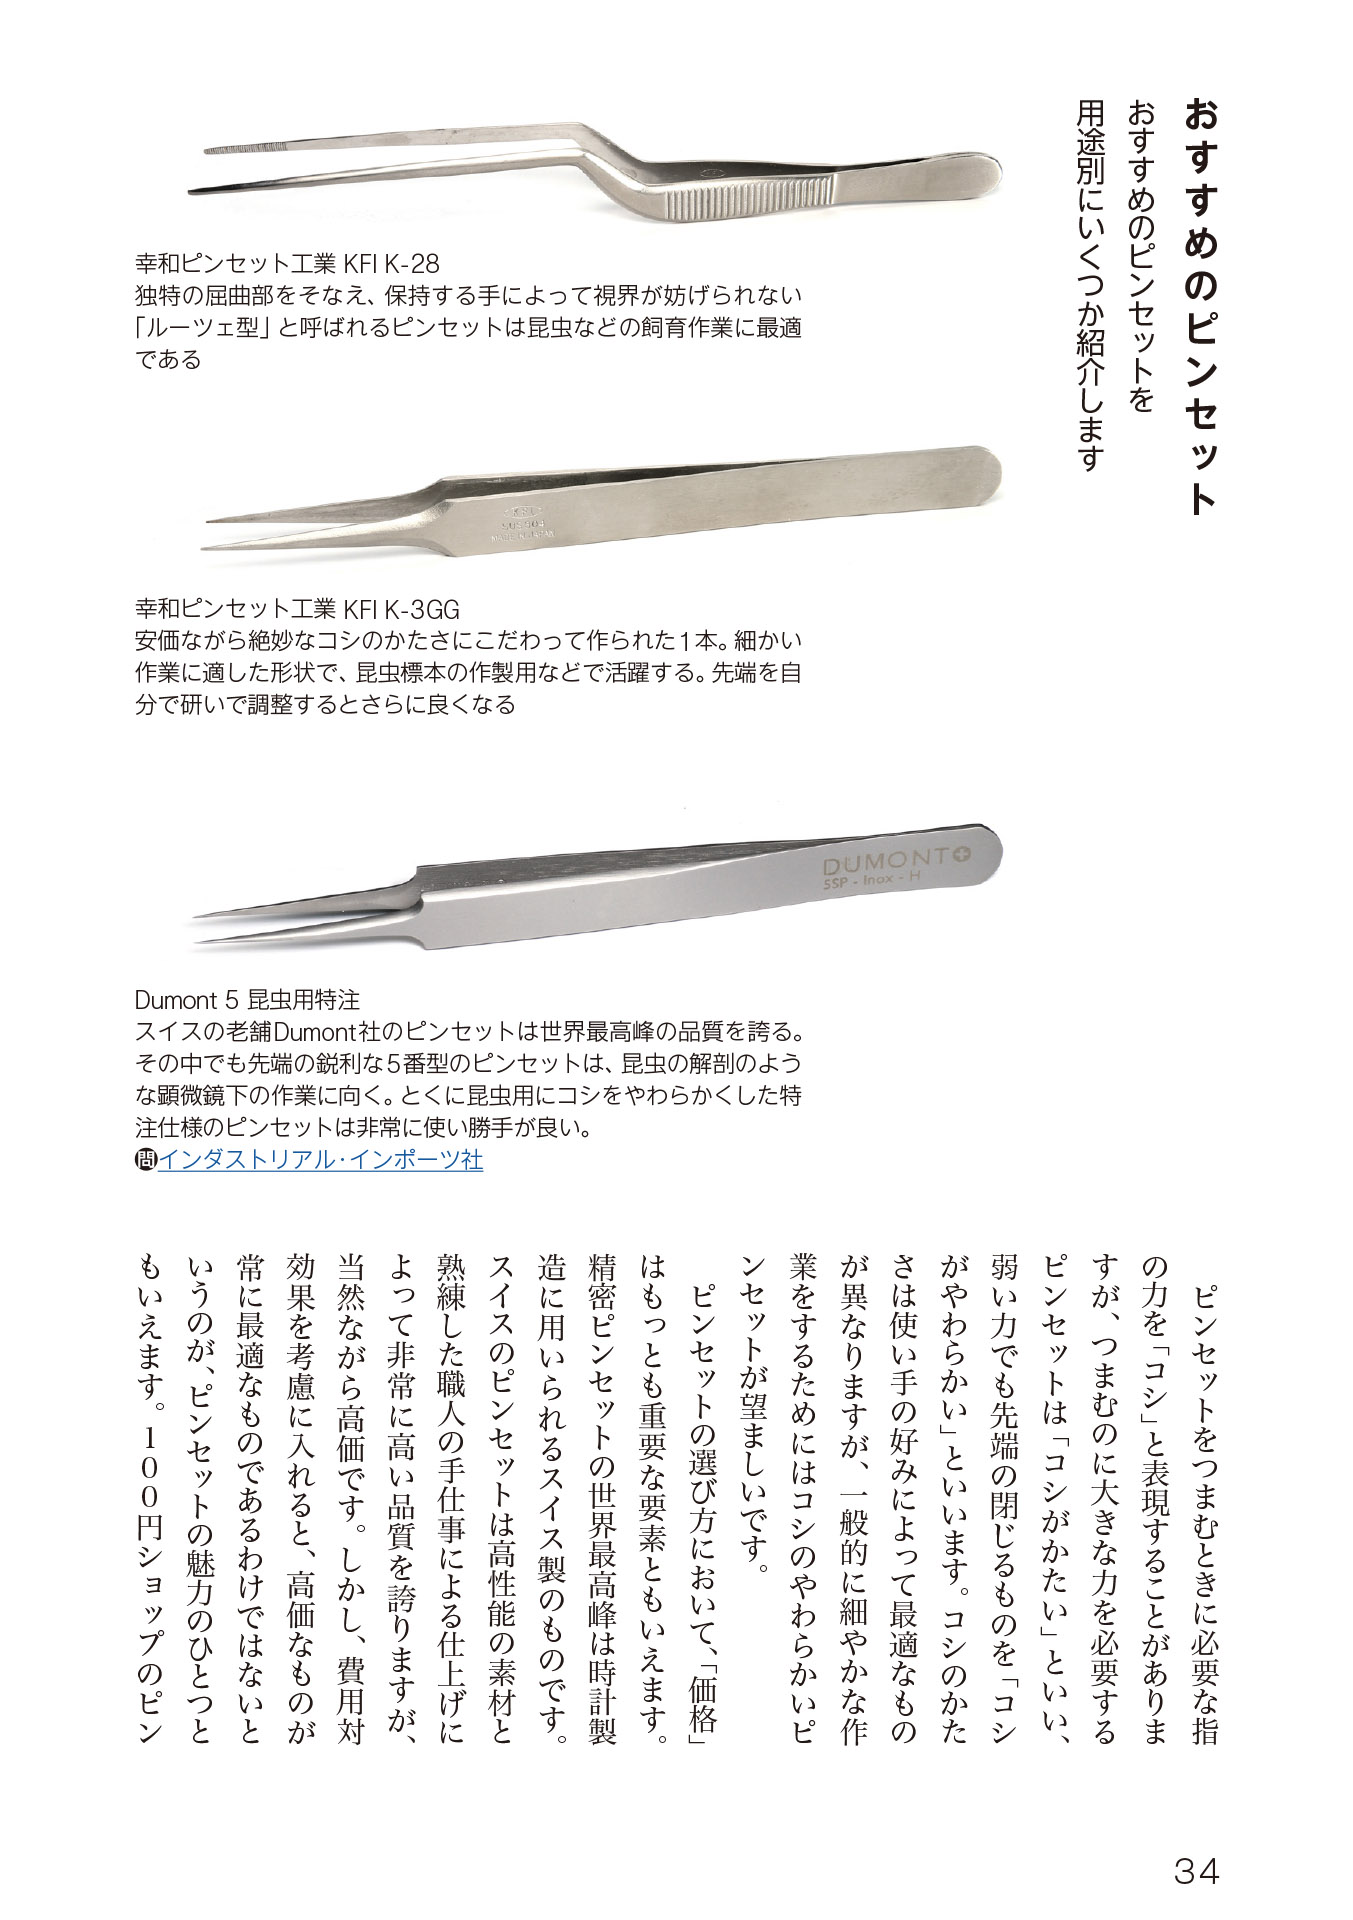 おすすめのピンセット
おすすめのピンセットを
用途別にいくつか紹介します
幸和ピンセット工業 KFI K-28
独特の屈曲部をそなえ、保持する手によって視界が妨げられない
「ルーツェ型」と呼ばれるピンセットは昆虫などの飼育作業に最適
である
KFI
MADE IN JAPAN
幸和ピンセット工業 KFI K-3GG
安価ながら絶妙なコシのかたさにこだわって作られた1本。細かい
作業に適した形状で、昆虫標本の作製用などで活躍する。先端を自
分で研いで調整するとさらに良くなる
DUMONT
5SP - Inox - H
Dumont 5 昆虫用特注
スイスの老舗Dumont社のピンセットは世界最高峰の品質を誇る。
その中でも先端の鋭利な5番型のピンセットは、昆虫の解剖のよう
な顕微鏡下の作業に向く。とくに昆虫用にコシをやわらかくした特
注仕様のピンセットは非常に使い勝手が良い。
問インダストリアル・インポーツ社
ピンセットをつまむときに必要な指
の力を「コシ」と表現することがありま
すが、つまむのに大きな力を必要する
ピンセットは「コシがかたい」といい、
弱い力でも先端の閉じるものを「コシ
がやわらかい」といいます。コシのかた
さは使い手の好みによって最適なもの
が異なりますが、一般的に細やかな作
業をするためにはコシのやわらかいピ
ンセットが望ましいです。
ピンセットの選び方において、「価格」
はもっとも重要な要素ともいえます。
精密ピンセットの世界最高峰は時計製
造に用いられるスイス製のものです。
スイスのピンセットは高性能の素材と
熟練した職人の手仕事による仕上げに
よって非常に高い品質を誇りますが、
当然ながら高価です。しかし、費用対
効果を考慮に入れると、高価なものが
常に最適なものであるわけではないと
いうのが、ピンセットの魅力のひとつと
もいえます。100円ショップのピン
34